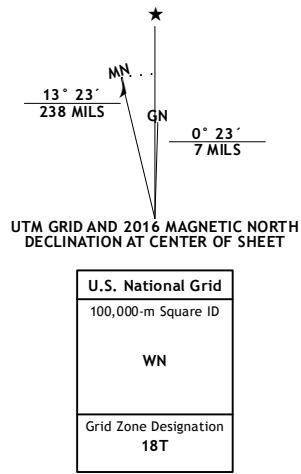 MN
GN
13° 23´
238 MILS
0° 23´
7 MILS
UTM GRID AND 2016 MAGNETIC NORTH
DECLINATION AT CENTER OF SHEET
U.S. National Grid
100,000-m Square ID
WN
Grid Zone Designation
18T